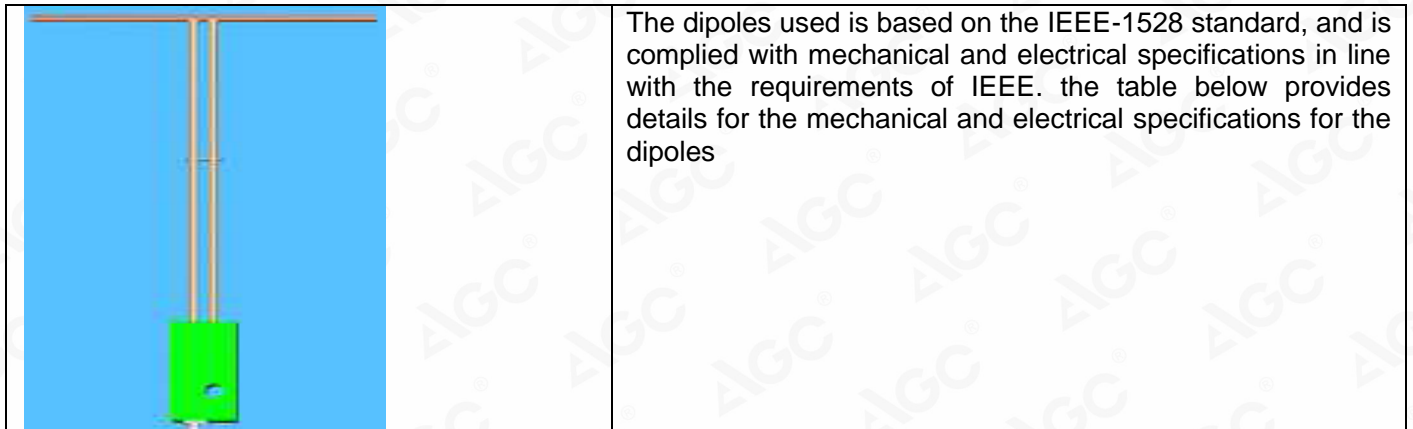 The dipoles used is based on the IEEE-1528 standard, and is
complied with mechanical and electrical specifications in line
with the requirements of IEEE. the table below provides
details for the mechanical and electrical specifications for the
dipoles